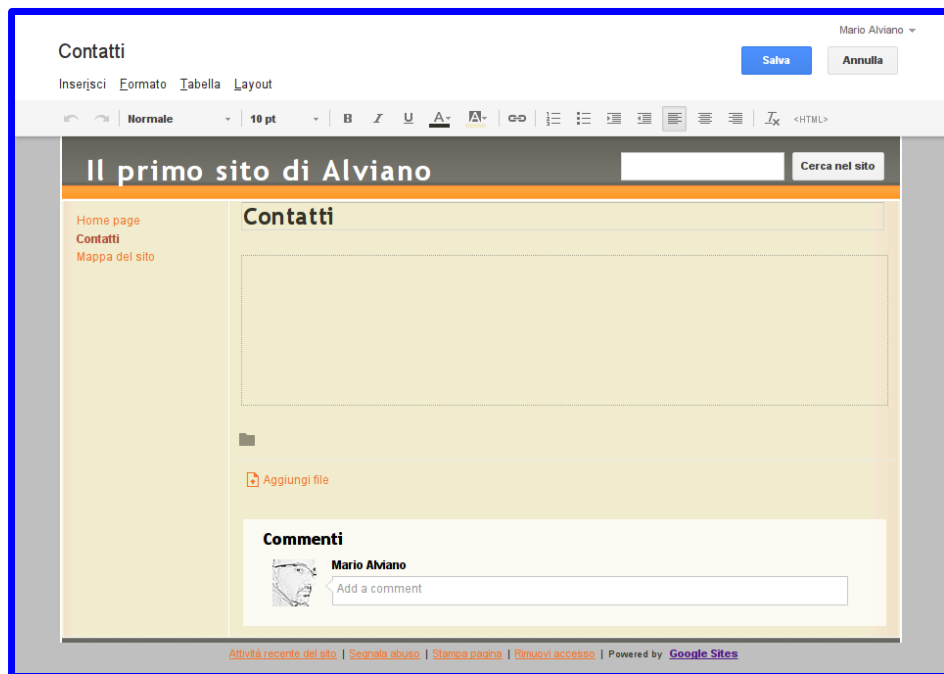 Mario Alviano
Contatti
Salva Annulla
Inserisci Formato Tabella Layout
Normale 10 pt B I U A A <HTML>
Il primo sito di Alviano Cerca nel sito
Home page
Contatti
Mappa del sito
Contatti
Aggiungi file
Commenti
Mario Alviano
Add a comment
Attività recente del sito | Segnala abuso | Stampa pagina | Rimuovi accesso | Powered by Google Sites